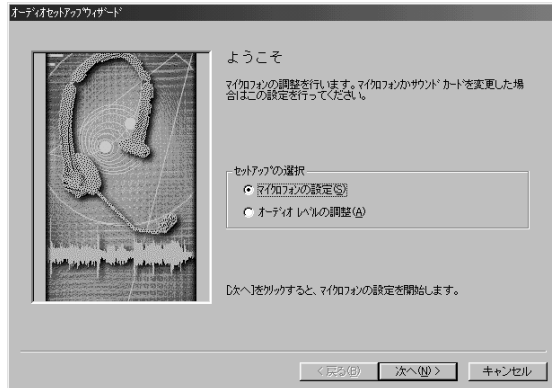 オーディオセットアップウィザード
ようこそ
マイクロフォンの調整を行います。マイクロフォンかサウンド カードを変更した場
合はこの設定を行ってください。
セットアップの選択
マイクロフォンの設定(S)
オーディオ レベルの調整(A)
[次へ]をクリックすると、マイクロフォンの設定を開始します。
< 戻る(B)
次へ(N) >
キャンセル